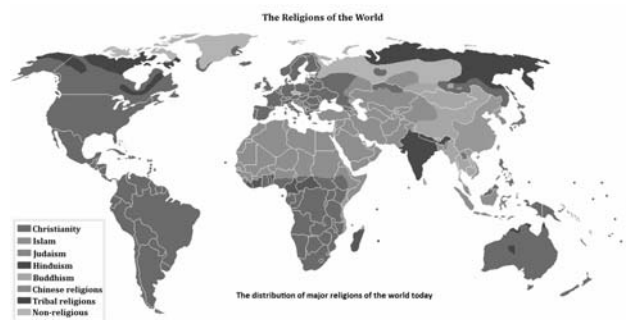 The Religions of the World
Christianity
Islam
Judaism
Hinduism
Buddhism
Chinese religions
Tribal religions
Non-religious
The distribution of major religions of the world today